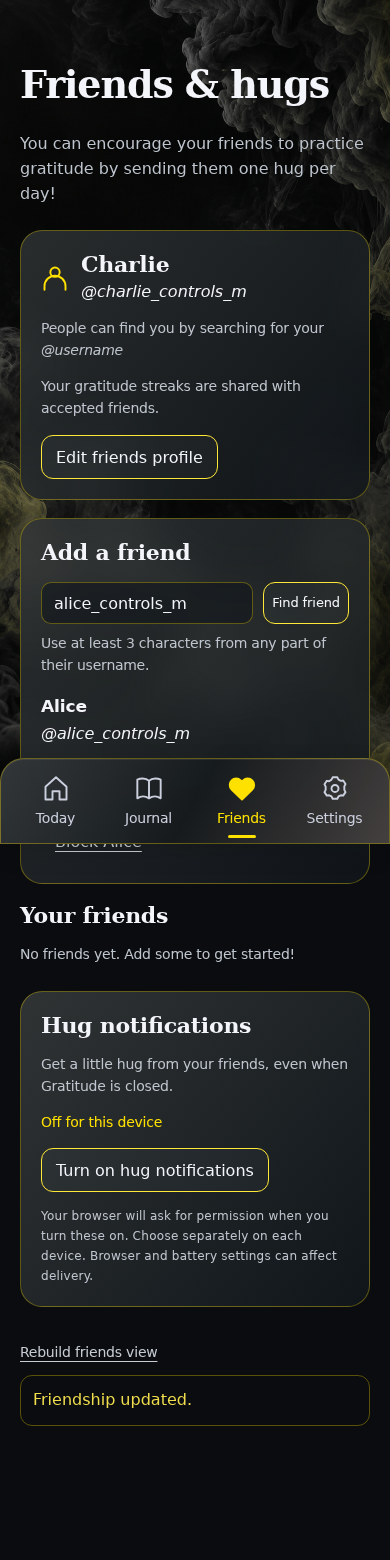 Friends & hugs
You can encourage your friends to practice
gratitude by sending them one hug per
day!
Charlie
@charlie_controls_m
People can find you by searching for your
@username
Your gratitude streaks are shared with
accepted friends.
Edit friends profile
Add a friend
alice_controls_m
Find friend
Use at least 3 characters from any part of
their username.
Alice
@alice_controls_m
Today
Journal
Friends
Settings
Block Alice
Your friends
No friends yet. Add some to get started!
Hug notifications
Get a little hug from your friends, even when
Gratitude is closed.
Off for this device
Turn on hug notifications
Your browser will ask for permission when you
turn these on. Choose separately on each
device. Browser and battery settings can affect
delivery.
Rebuild friends view
Friendship updated.